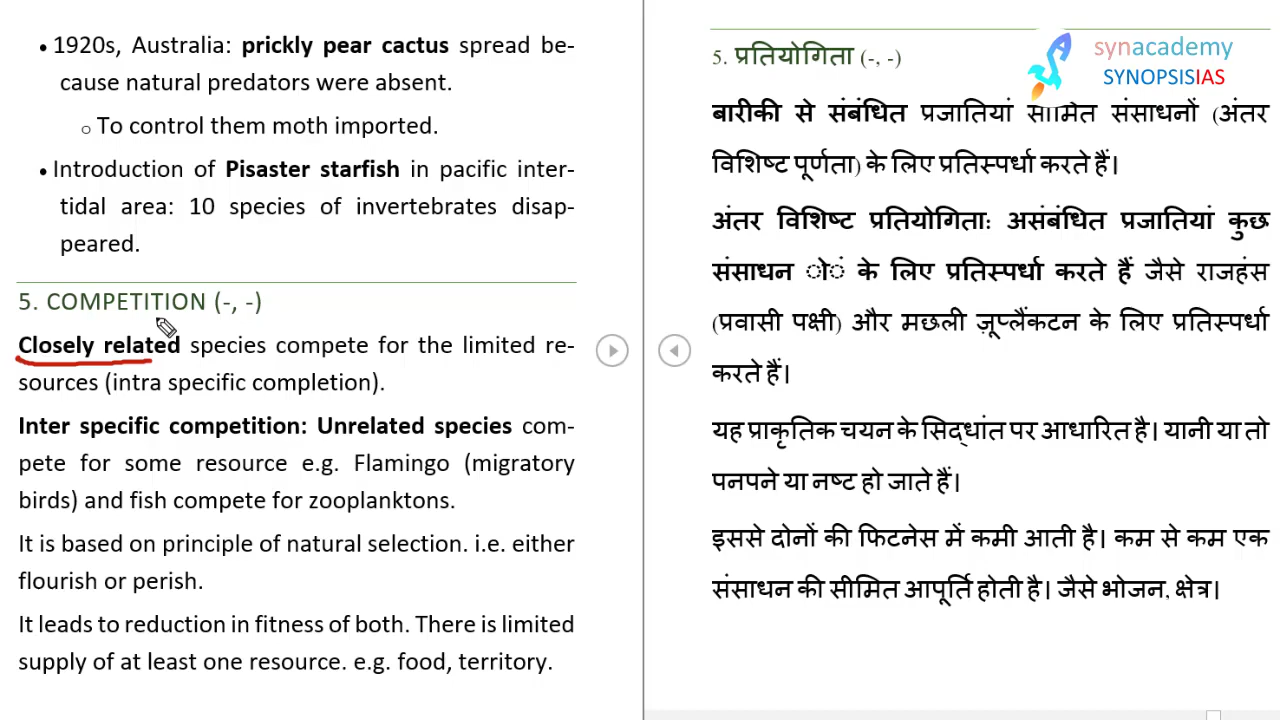 • 1920s, Australia: prickly pear cactus spread be-
cause natural predators were absent.
o To control them moth imported.
• Introduction of Pisaster starfish in pacific inter-
tidal area: 10 species of invertebrates disap-
peared.
5. COMPETITION (-, -)
Closely related species compete for the limited re-
sources (intra specific completion).
Inter specific competition: Unrelated species com-
pete for some resource e.g. Flamingo (migratory
birds) and fish compete for zooplanktons.
It is based on principle of natural selection. i.e. either
flourish or perish.
It leads to reduction in fitness of both. There is limited
supply of at least one resource. e.g. food, territory.
synacademy
SYNOPSISIAS
5. प्रतियोगिता (-, -)
बारीकी से संबंधित प्रजातियां सीमित संसाधनों (अंतर
विशिष्ट पूर्णता) के लिए प्रतिस्पर्धा करते हैं।
अंतर विशिष्ट प्रतियोगिताः असंबंधित प्रजातियां कुछ
संसाधन ों के लिए प्रतिस्पर्धा करते हैं जैसे राजहंस
(प्रवासी पक्षी) और मछली ज़ूप्लैंकटन के लिए प्रतिस्पर्धा
करते हैं।
यह प्राकृतिक चयन के सिद्धांत पर आधारित है। यानी या तो
पनपने या नष्ट हो जाते हैं।
इससे दोनों की फिटनेस में कमी आती है। कम से कम एक
संसाधन की सीमित आपूर्ति होती है। जैसे भोजन, क्षेत्र।